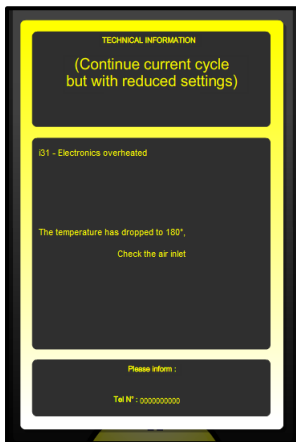 TECHNICAL INFORMATION
(Continue current cycle
but with reduced settings)
i31 - Electronics overheated
The temperature has dropped to 180°,
Check the air inlet
Please inform :
Tel N° : 0000000000